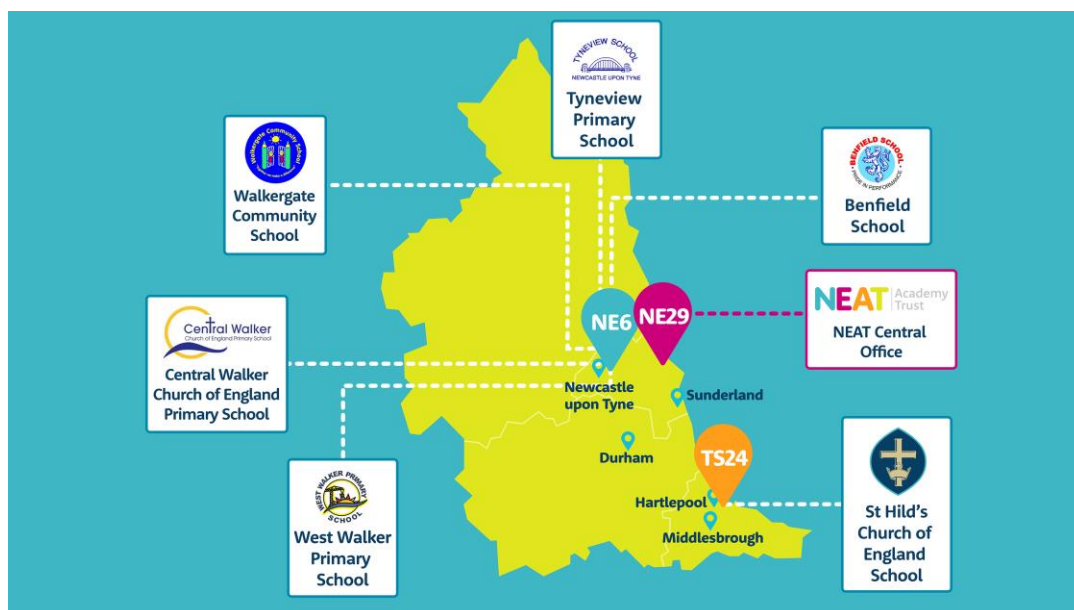 TYNEVIEW SCHOOL
NEWCASTLE UPON TYNE
Tyneview
Primary
School
Walkergate Community School
Walkergate
Community
School
BENFIELD SCHOOL
PRIDE IN PERFORMANCE
Benfield
School
NEAT Academy
Trust
NEAT Central
Office
NE6
NE29
Central Walker
Church of England Primary School
Central Walker
Church of England
Primary School
Newcastle
upon Tyne
Sunderland
Durham
TS24
Hartlepool
Middlesbrough
WEST WALKER PRIMARY
SCHOOL
West Walker
Primary
School
St Hild's
Church of
England
School